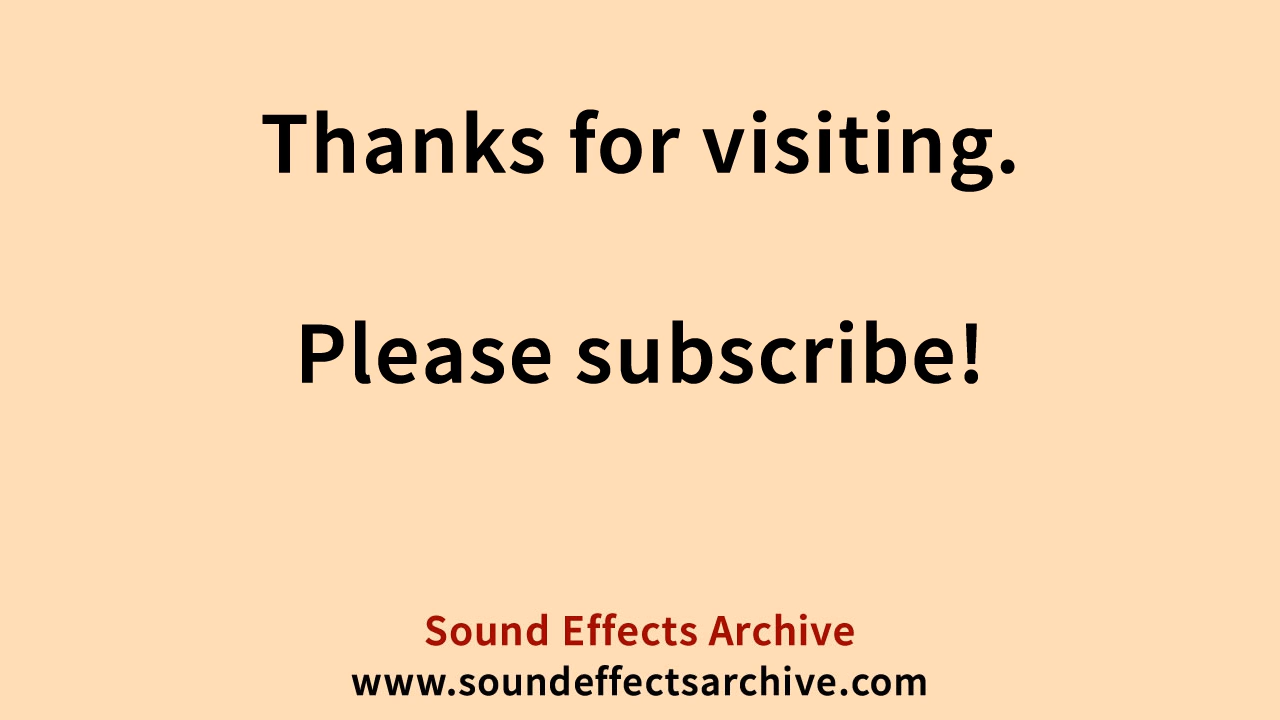 Thanks for visiting.
Please subscribe!
Sound Effects Archive
www.soundeffectsarchive.com